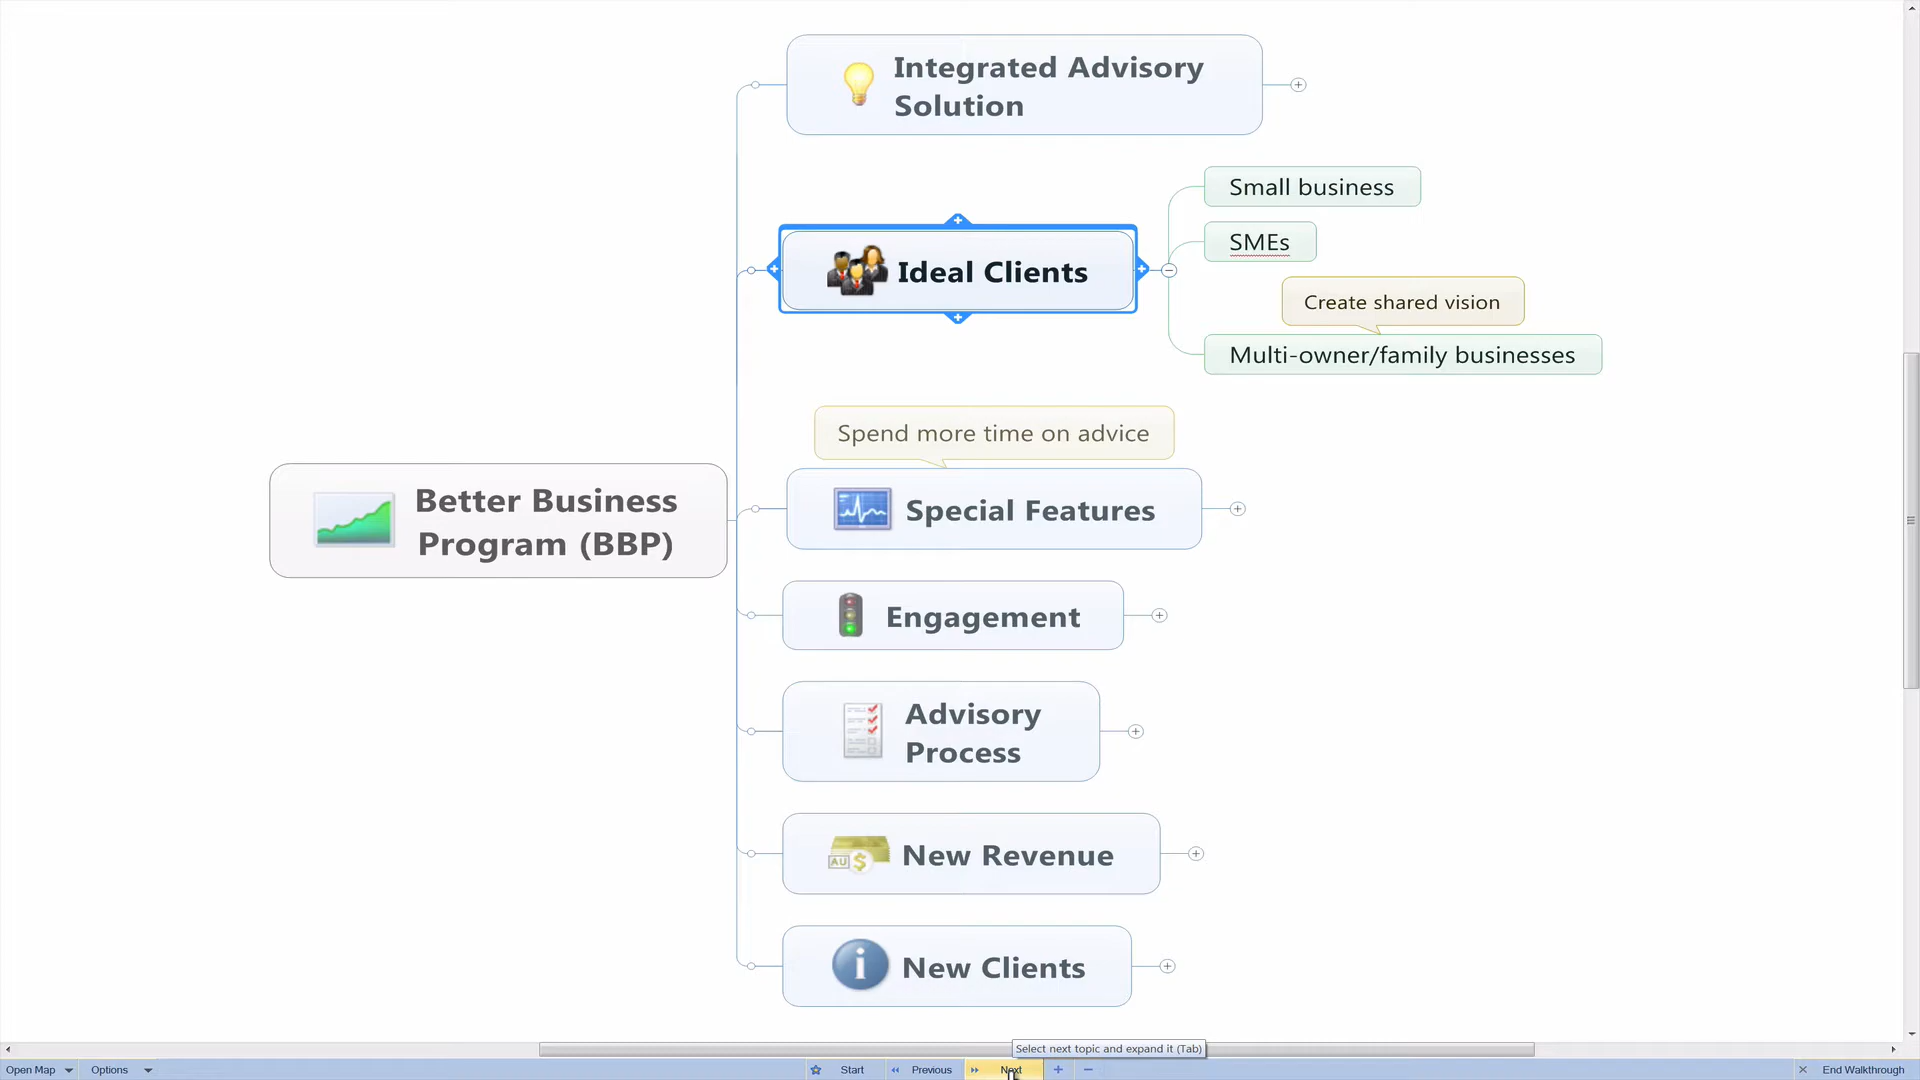 Integrated Advisory
Solution
Small business
SMEs
Ideal Clients
Create shared vision
Multi-owner/family businesses
Spend more time on advice
Better Business
Program (BBP)
Special Features
Engagement
Advisory
Process
AU $
New Revenue
i
New Clients
Select next topic and expand it (Tab)
Open Map
Options
Start
Previous
Next
End Walkthrough